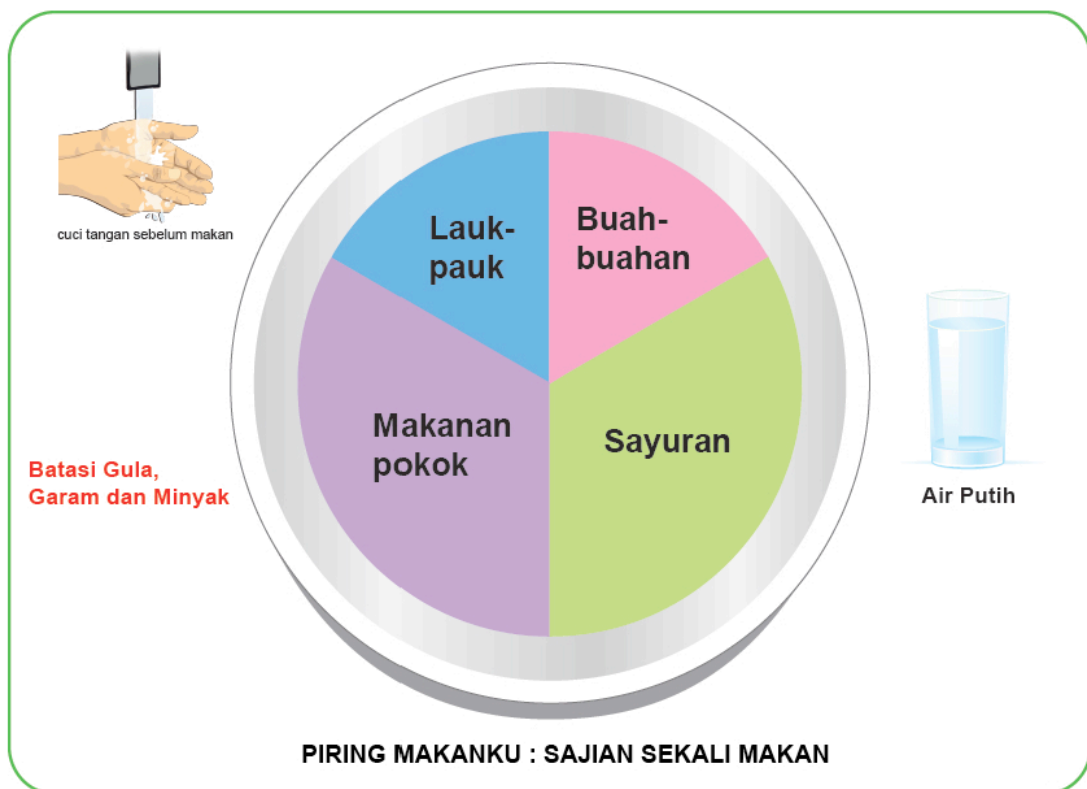 cuci tangan sebelum makan
Lauk-
pauk
Buah-
buahan
Makanan
pokok
Sayuran
Batasi Gula,
Garam dan Minyak
Air Putih
PIRING MAKANKU : SAJIAN SEKALI MAKAN